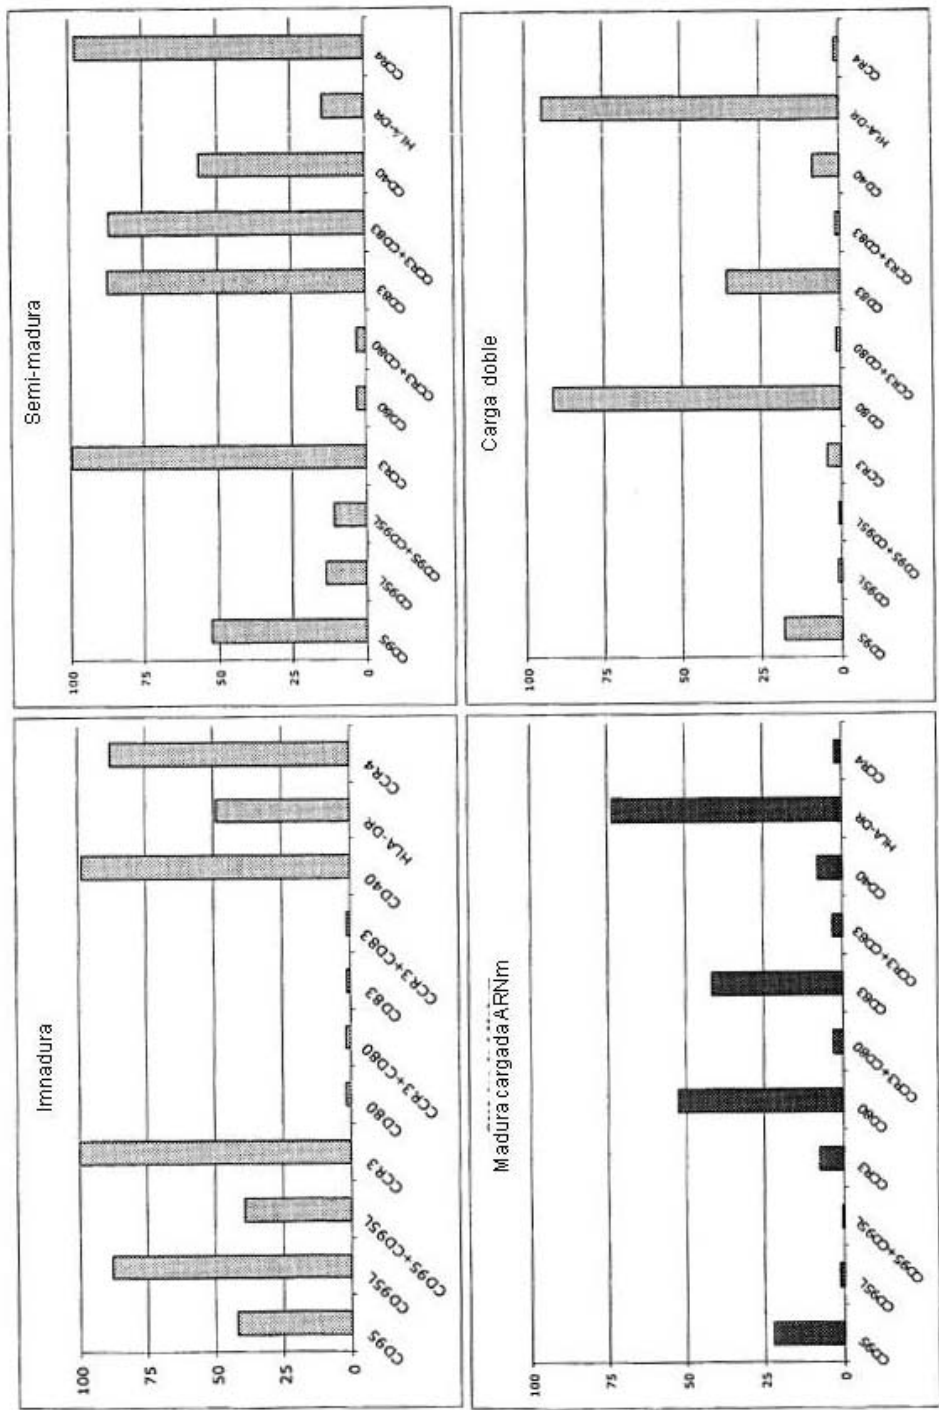 Imnadura
100
75
50
25
0
CD95
CD95L
CD95+CD95L
CCR3
CD80
CCR3+CD80
CD83
CCR3+CD83
CD40
HLA-DR
CCR4
Semi-madura
100
75
50
25
0
CD95
CD95L
CD95+CD95L
CCR3
CD80
CCR3+CD80
CD83
CCR3+CD83
CD40
HLA-DR
CCR4
Madura cargada ARNm
100
75
50
25
0
CD95
CD95L
CD95+CD95L
CCR3
CD80
CCR3+CD80
CD83
CCR3+CD83
CD40
HLA-DR
CCR4
Carga doble
100
75
50
25
0
CD95
CD95L
CD95+CD95L
CCR3
CD80
CCR3+CD80
CD83
CCR3+CD83
CD40
HLA-DR
CCR4